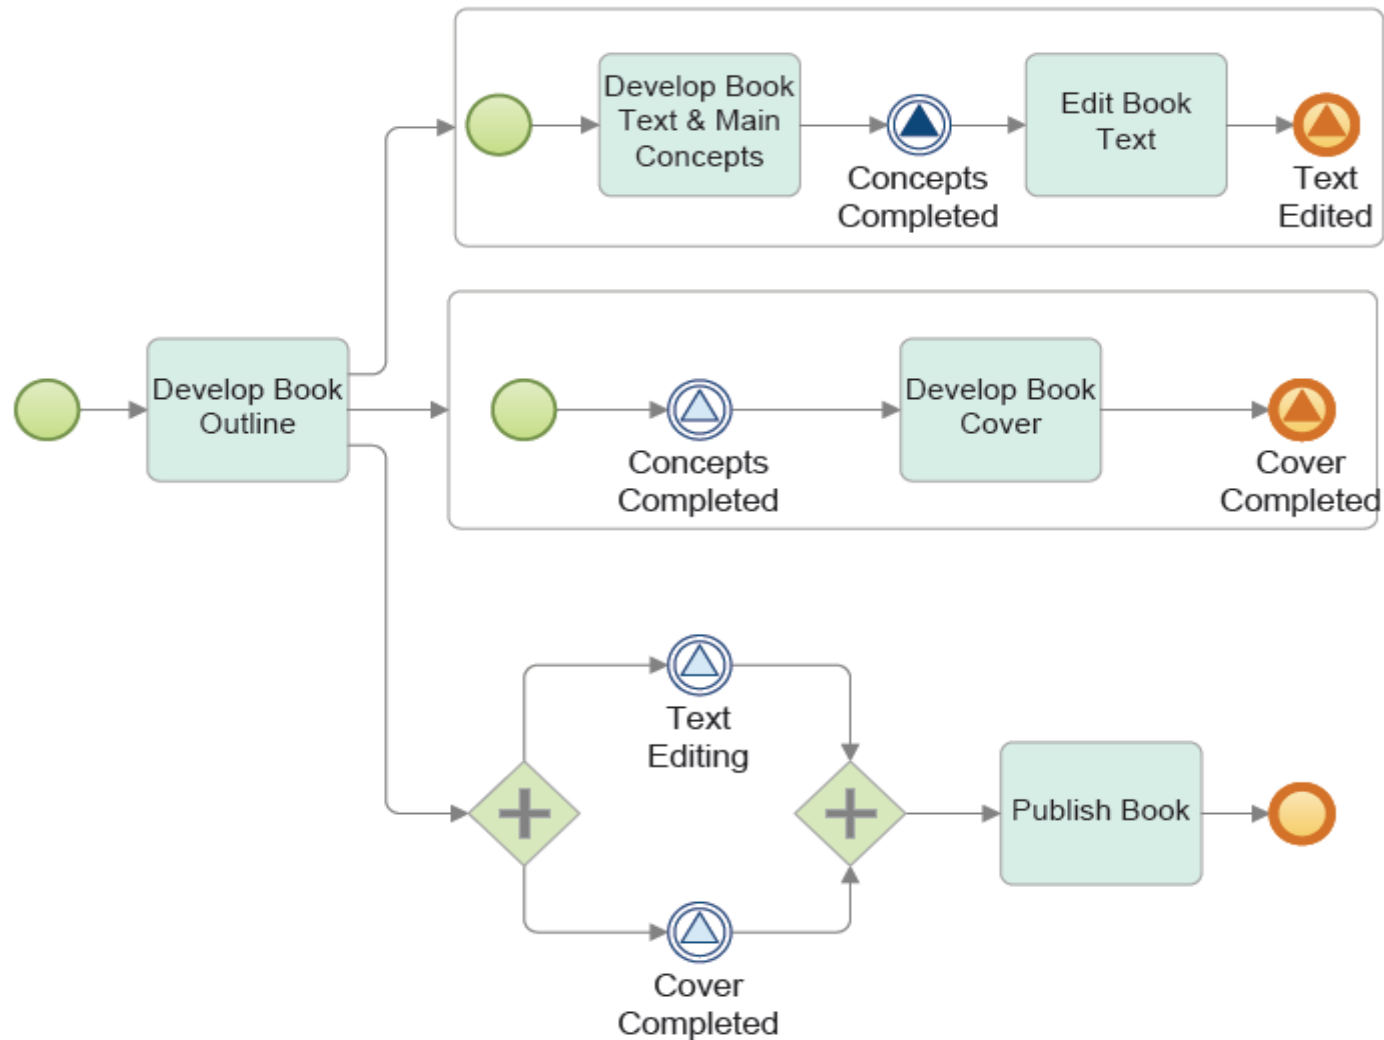 Develop Book
Text & Main
Concepts
Concepts
Completed
Edit Book
Text
Text
Edited
Develop Book
Outline
Concepts
Completed
Develop Book
Cover
Cover
Completed
Text
Editing
Publish Book
Cover
Completed